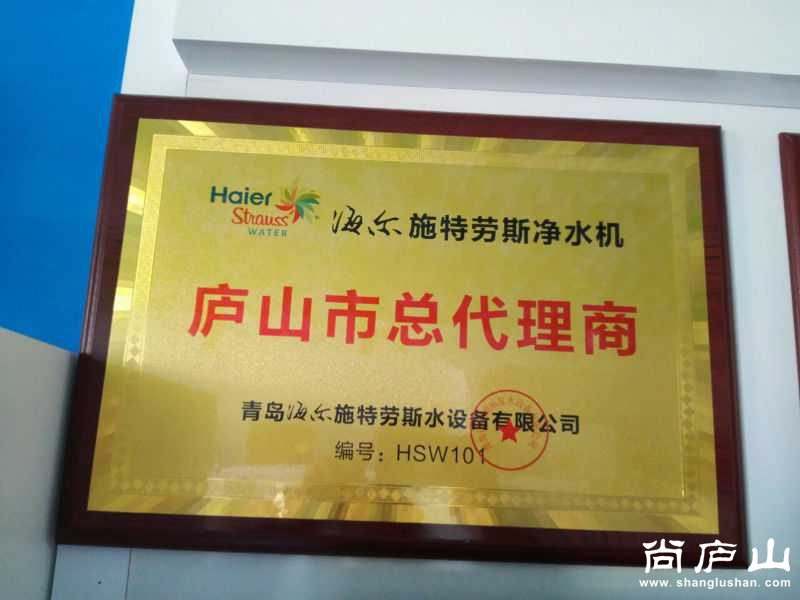 Haier
Strauss
WATER
海尔施特劳斯净水机
庐山市总代理商
青岛海尔施特劳斯水设备有限公司
编号: HSW101
尚庐山
www.shanglushan.com